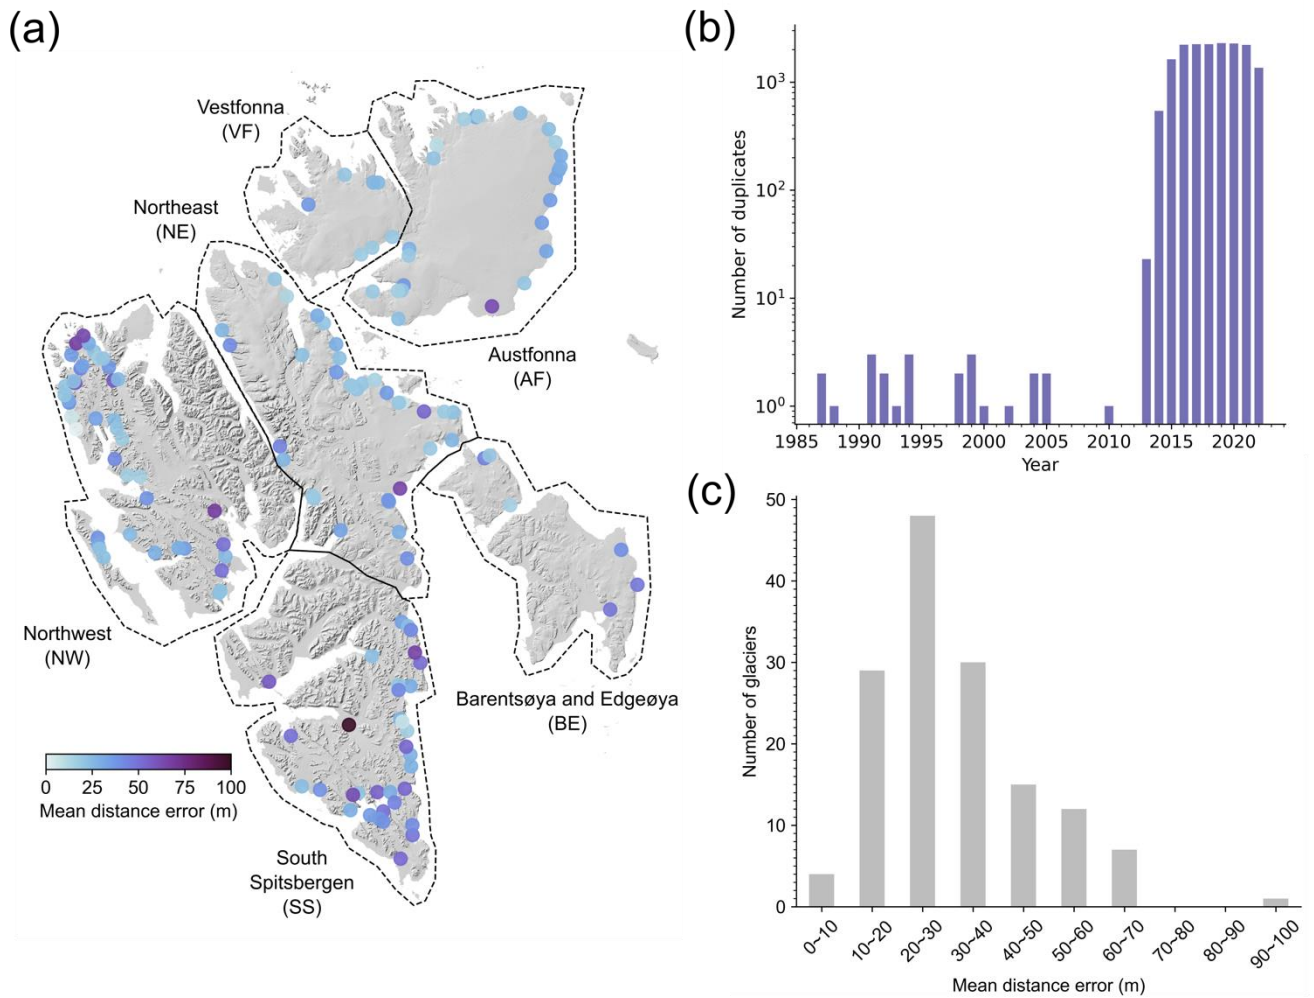 (a)
Vestfonna
(VF)
Northeast
(NE)
Austfonna
(AF)
Northwest
(NW)
Barentsøya and Edgeøya
(BE)
South
Spitsbergen
(SS)
0 25 50 75 100
Mean distance error (m)
(b)
Number of duplicates
10³
10²
10¹
10⁰
1985 1990 1995 2000 2005 2010 2015 2020
Year
(c)
Number of glaciers
50
40
30
20
10
0
0~10 10~20 20~30 30~40 40~50 50~60 60~70 70~80 80~90 90~100
Mean distance error (m)